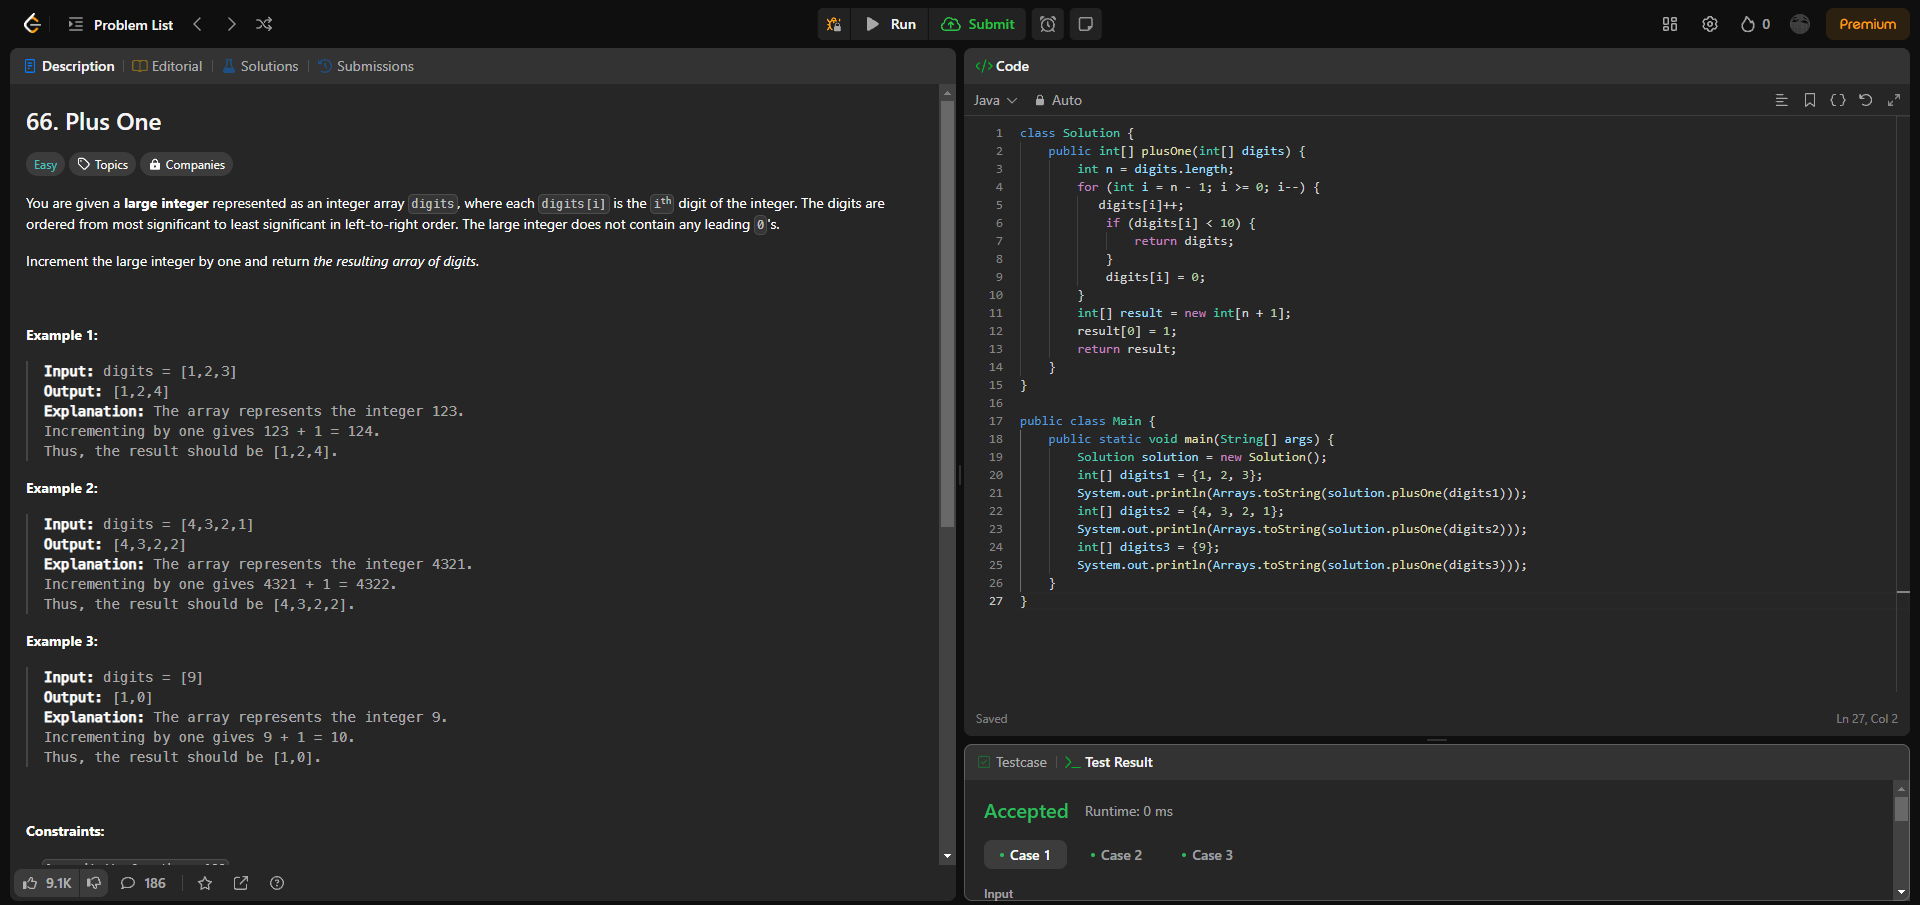 Problem List
Run
Submit
0
Premium
Description
Editorial
Solutions
Submissions
66. Plus One
Easy
Topics
Companies
You are given a large integer represented as an integer array digits, where each digits[i] is the ith digit of the integer. The digits are
ordered from most significant to least significant in left-to-right order. The large integer does not contain any leading 0's.
Increment the large integer by one and return the resulting array of digits.
Example 1:
Input: digits = [1,2,3]
Output: [1,2,4]
Explanation: The array represents the integer 123.
Incrementing by one gives 123 + 1 = 124.
Thus, the result should be [1,2,4].
Example 2:
Input: digits = [4,3,2,1]
Output: [4,3,2,2]
Explanation: The array represents the integer 4321.
Incrementing by one gives 4321 + 1 = 4322.
Thus, the result should be [4,3,2,2].
Example 3:
Input: digits = [9]
Output: [1,0]
Explanation: The array represents the integer 9.
Incrementing by one gives 9 + 1 = 10.
Thus, the result should be [1,0].
Constraints:
9.1K
186
</> Code
Java
Auto
1 class Solution {
2 public int[] plusOne(int[] digits) {
3 int n = digits.length;
4 for (int i = n - 1; i >= 0; i--) {
5 digits[i]++;
6 if (digits[i] < 10) {
7 return digits;
8 }
9 digits[i] = 0;
10 }
11 int[] result = new int[n + 1];
12 result[0] = 1;
13 return result;
14 }
15 }
16
17 public class Main {
18 public static void main(String[] args) {
19 Solution solution = new Solution();
20 int[] digits1 = {1, 2, 3};
21 System.out.println(Arrays.toString(solution.plusOne(digits1)));
22 int[] digits2 = {4, 3, 2, 1};
23 System.out.println(Arrays.toString(solution.plusOne(digits2)));
24 int[] digits3 = {9};
25 System.out.println(Arrays.toString(solution.plusOne(digits3)));
26 }
27 }
Saved
Ln 27, Col 2
Testcase
Test Result
Accepted
Runtime: 0 ms
Case 1
Case 2
Case 3
Input